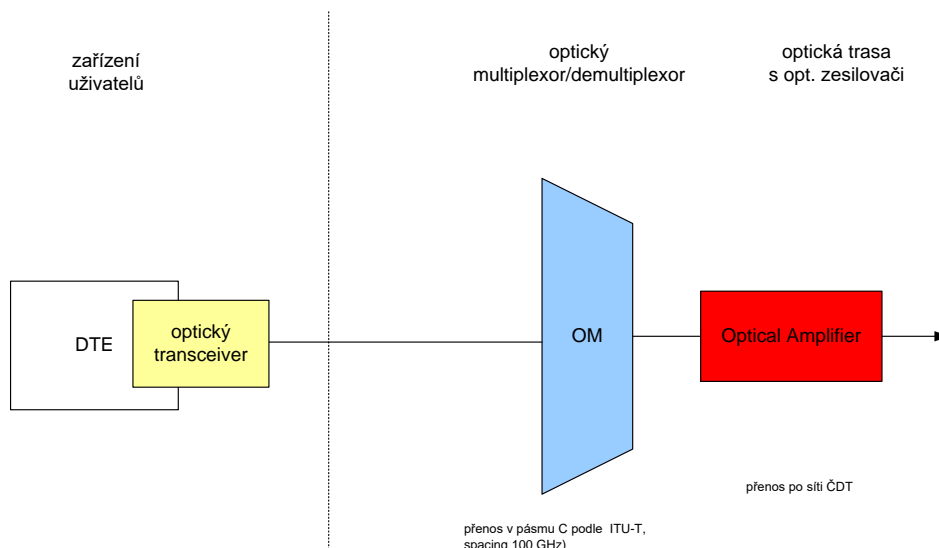 zařízení
uživatelů
optický
multiplexor/demultiplexor
optická trasa
s opt. zesilovači
DTE
optický
transceiver
OM
Optical Amplifier
přenos po síti ČDT
přenos v pásmu C podle  ITU-T,
spacing 100 GHz)